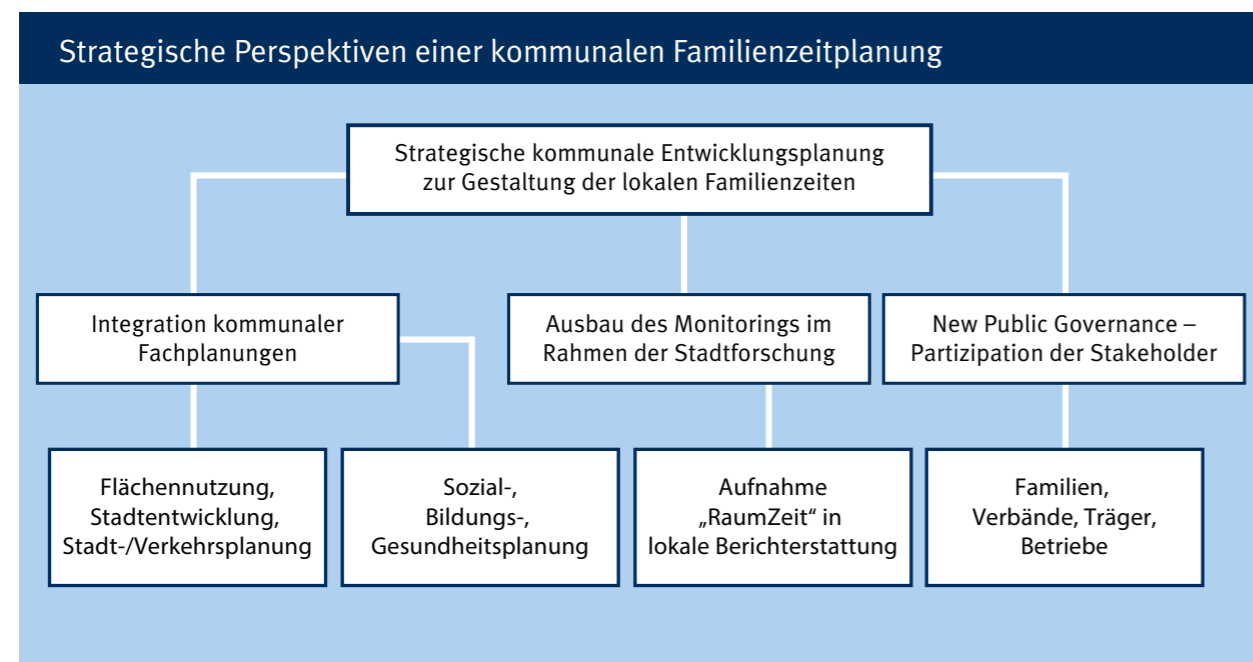 Strategische Perspektiven einer kommunalen Familienzeitplanung
Strategische kommunale Entwicklungsplanung
zur Gestaltung der lokalen Familienzeiten
Integration kommunaler
Fachplanungen
Ausbau des Monitorings im
Rahmen der Stadtforschung
New Public Governance –
Partizipation der Stakeholder
Flächennutzung,
Stadtentwicklung,
Stadt-/Verkehrsplanung
Sozial-,
Bildungs-,
Gesundheitsplanung
Aufnahme
„RaumZeit“ in
lokale Berichterstattung
Familien,
Verbände, Träger,
Betriebe